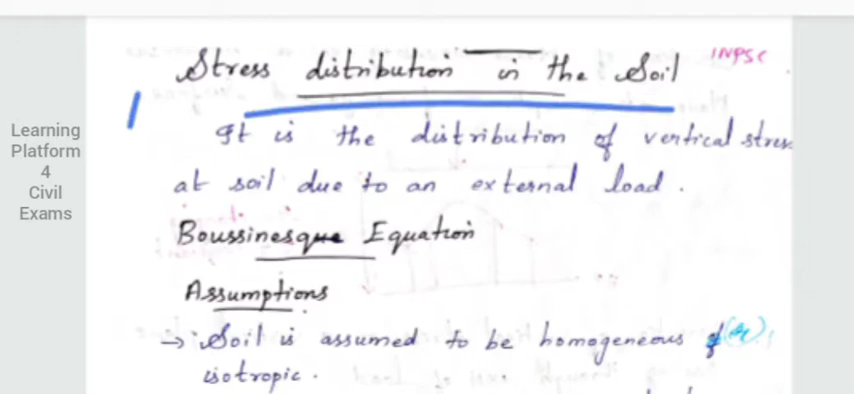 Stress distribution in the Soil
It is the distribution of vertical stress
at soil due to an external load.
Boussinesque Equation
Assumptions
→ Soil is assumed to be homogeneous &
isotropic.
Learning
Platform
4
Civil
Exams